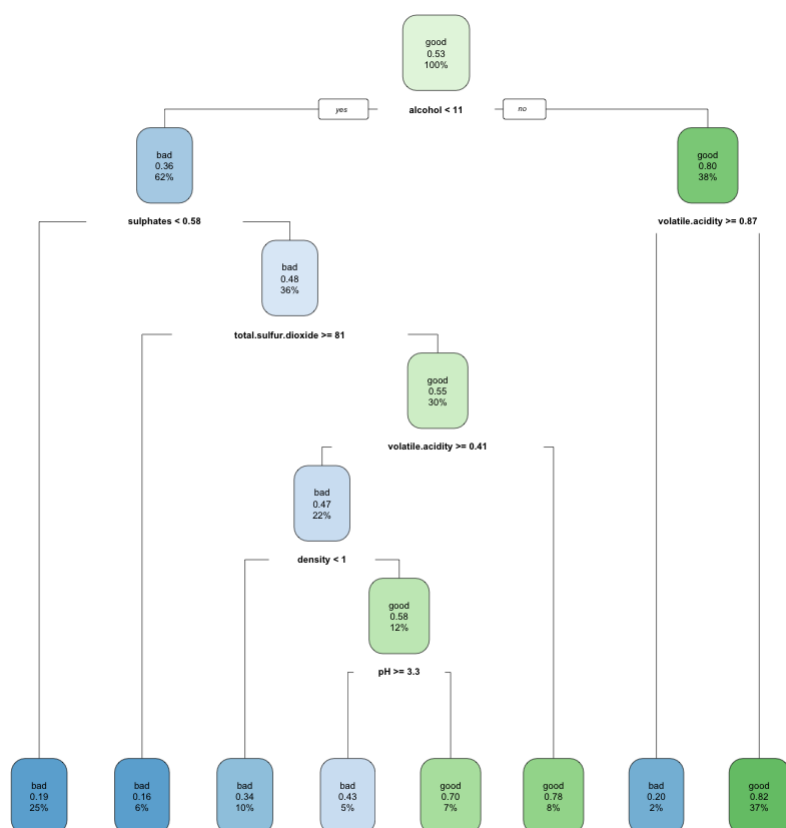 good
0.53
100%
yes
alcohol < 11
no
bad
0.36
62%
good
0.80
38%
sulphates < 0.58
volatile.acidity >= 0.87
bad
0.48
36%
total.sulfur.dioxide >= 81
good
0.55
30%
volatile.acidity >= 0.41
bad
0.47
22%
density < 1
good
0.58
12%
pH >= 3.3
bad
0.19
25%
bad
0.16
6%
bad
0.34
10%
bad
0.43
5%
good
0.70
7%
good
0.78
8%
bad
0.20
2%
good
0.82
37%